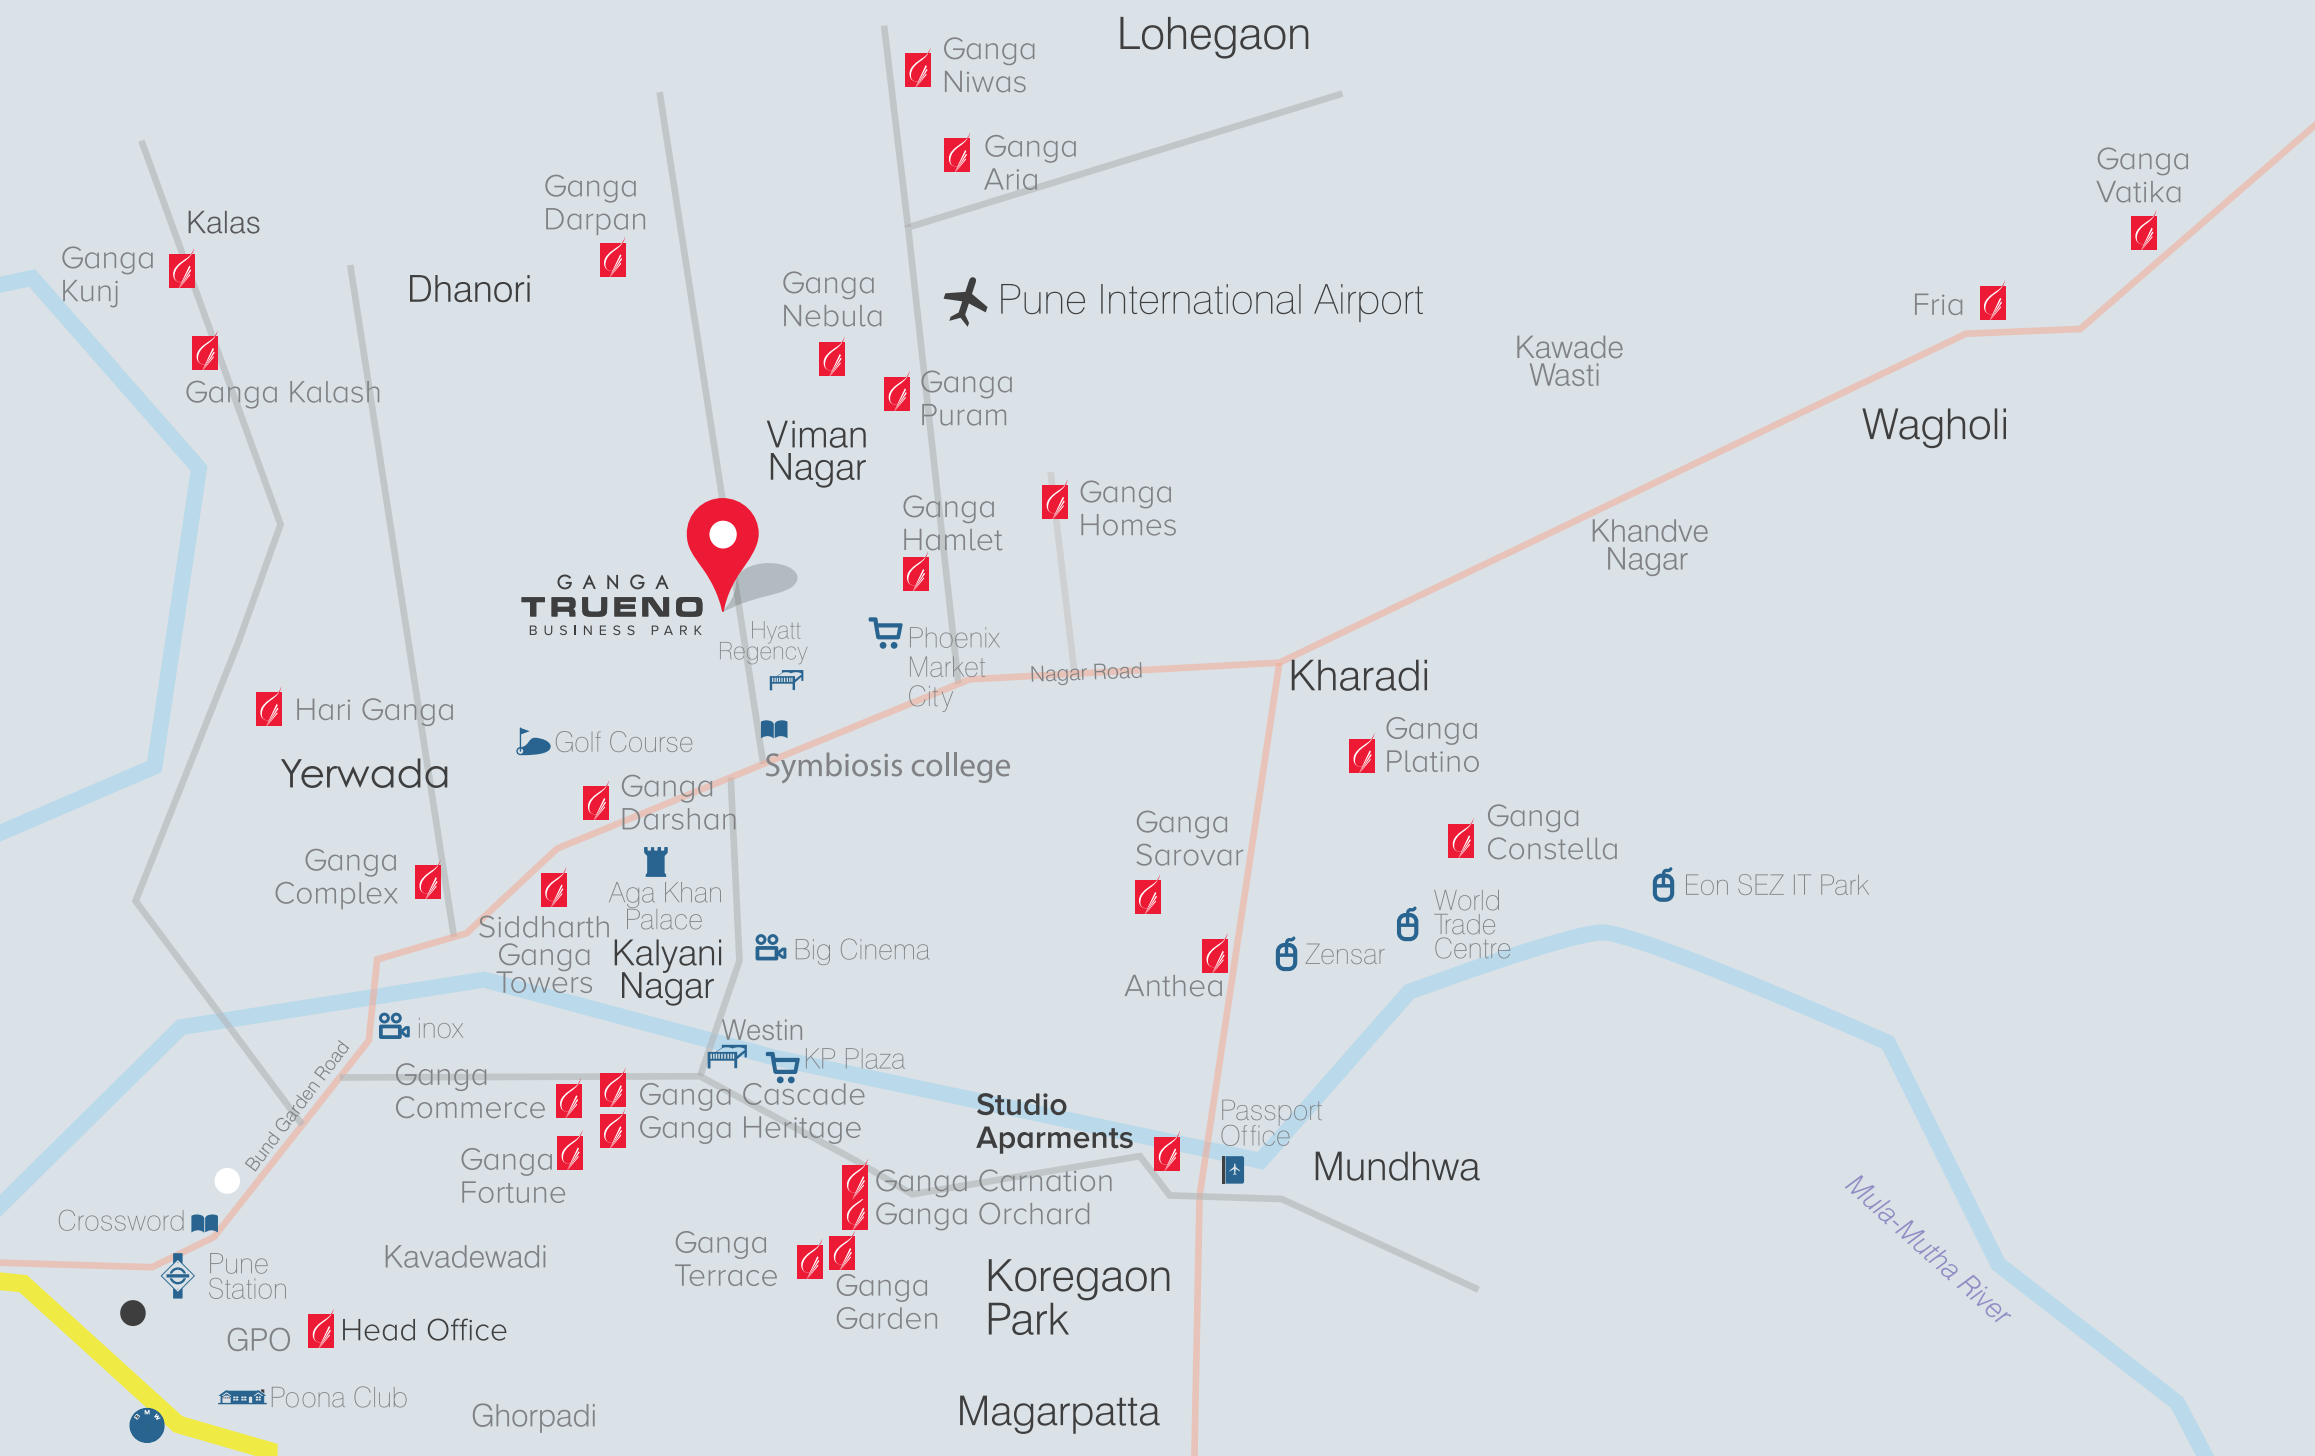 Lohegaon
Ganga
Niwas
Ganga
Aria
Ganga
Vatika
Ganga
Darpan
Kalas
Ganga
Kunj
Dhanori
Ganga
Nebula
Pune International Airport
Fria
Kawade
Wasti
Ganga Kalash
Ganga
Puram
Wagholi
Viman
Nagar
Ganga
Hamlet
Ganga
Homes
Khandve
Nagar
GANGA
TRUENO
BUSINESS PARK
Hyatt
Regency
Phoenix
Market
City
Nagar Road
Kharadi
Hari Ganga
Golf Course
Ganga
Platino
Yerwada
Symbiosis college
Ganga
Darshan
Ganga
Sarovar
Ganga
Constella
Ganga
Complex
Aga Khan
Palace
Eon SEZ IT Park
World
Trade
Centre
Siddharth
Ganga
Towers
Kalyani
Nagar
Big Cinema
Zensar
Anthea
inox
Westin
KP Plaza
Bund Garden Road
Ganga
Commerce
Ganga Cascade
Ganga Heritage
Studio
Aparments
Passport
Office
Ganga
Fortune
Mundhwa
Ganga Carnation
Ganga Orchard
Mula-Mutha River
Crossword
Kavadewadi
Pune
Station
Ganga
Terrace
Ganga
Garden
Koregaon
Park
GPO
Head Office
Poona Club
Ghorpadi
Magarpatta
BMW